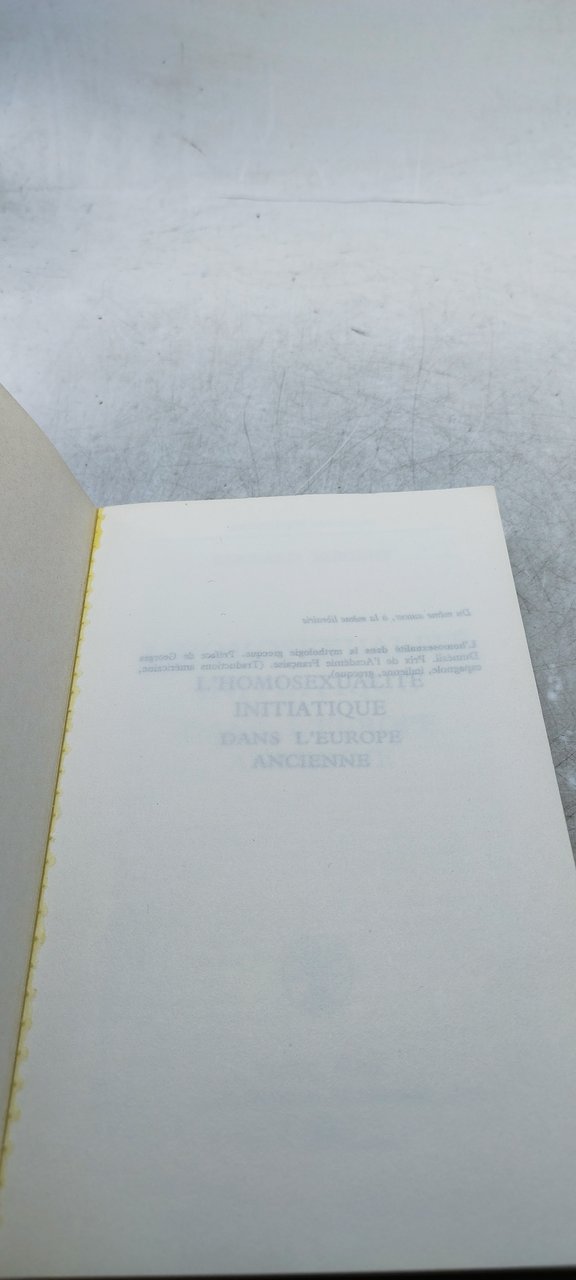 Du même auteur, à la même librairie
L'homosexualité dans la mythologie grecque. Préface de Georges
Dumézil. Prix de l'Académie Française. (Traductions américaine,
espagnole, italienne, grecque)
L'HOMOSEXUALITÉ
INITIATIQUE
DANS L'EUROPE
ANCIENNE